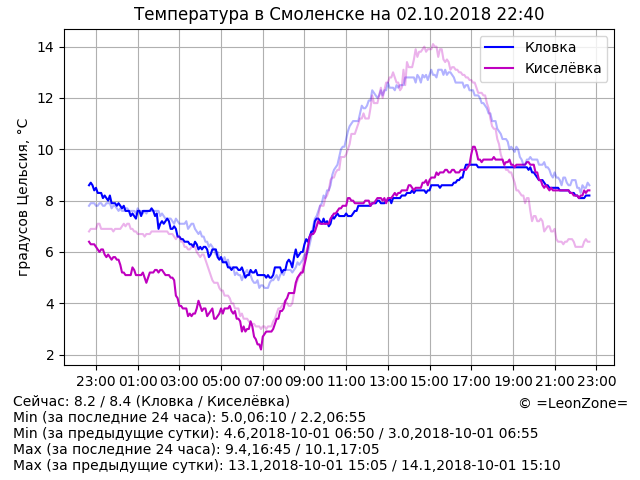 Температура в Смоленске на 02.10.2018 22:40
Кловка
Киселёвка
градусов Цельсия, °C
14
12
10
8
6
4
2
23:00 01:00 03:00 05:00 07:00 09:00 11:00 13:00 15:00 17:00 19:00 21:00 23:00
Сейчас: 8.2 / 8.4 (Кловка / Киселёвка)
© =LeonZone=
Min (за последние 24 часа): 5.0,06:10 / 2.2,06:55
Min (за предыдущие сутки): 4.6,2018-10-01 06:50 / 3.0,2018-10-01 06:55
Max (за последние 24 часа): 9.4,16:45 / 10.1,17:05
Max (за предыдущие сутки): 13.1,2018-10-01 15:05 / 14.1,2018-10-01 15:10